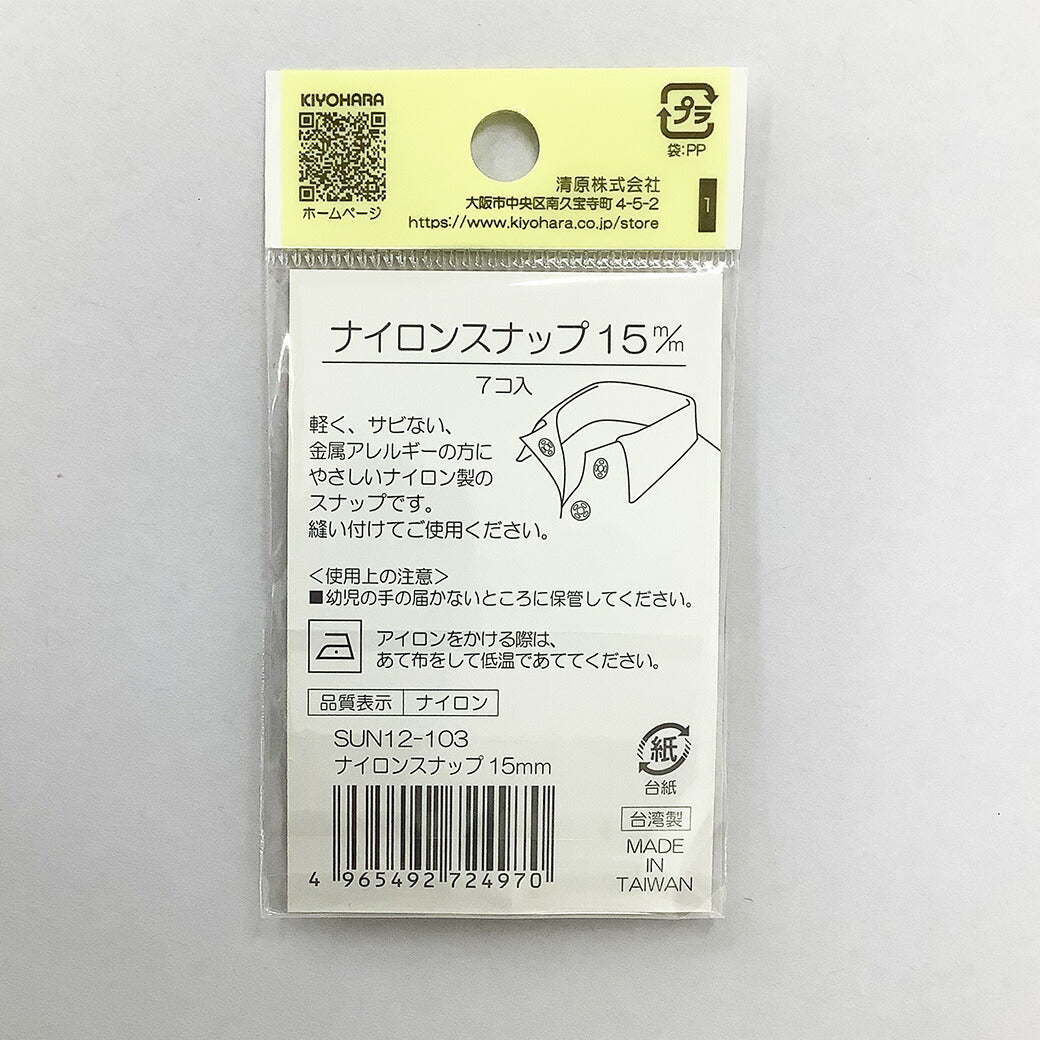 KIYOHARA
ホームページ
プラ
袋:PP
清原株式会社
大阪市中央区南久宝寺町4-5-2
https://www.kiyohara.co.jp/store
1
ナイロンスナップ 15m/m
7コ入
軽く、サビない、
金属アレルギーの方に
やさしいナイロン製の
スナップです。
縫い付けてご使用ください。
＜使用上の注意＞
■幼児の手の届かないところに保管してください。
アイロンをかける際は、
あて布をして低温であててください。
品質表示 ナイロン
SUN12-103
ナイロンスナップ 15mm
4 965492 724970
紙
台紙
台湾製
MADE
IN
TAIWAN